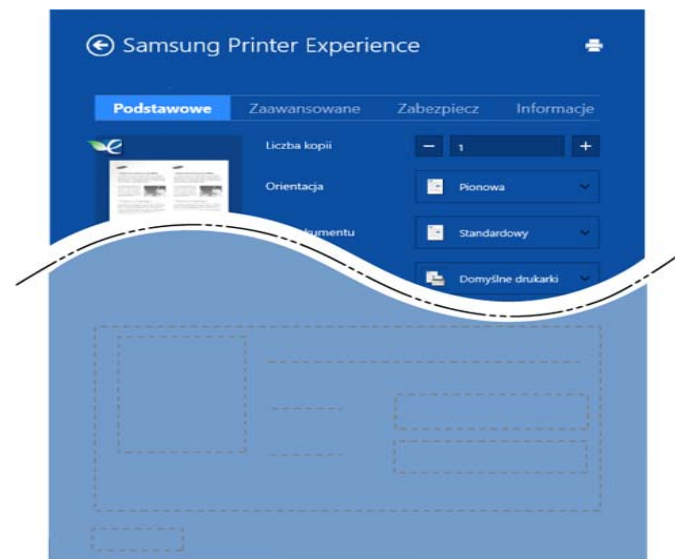 Samsung Printer Experience
Podstawowe Zaawansowane Zabezpiecz Informacje
Liczba kopii 1
Orientacja Pionowa
Standardowy
Domyślne drukarki